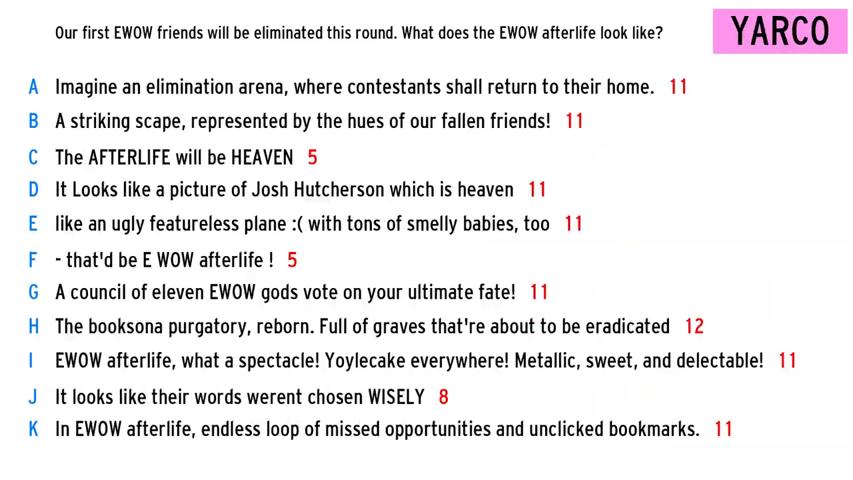 Our first EWOW friends will be eliminated this round. What does the EWOW afterlife look like?
YARCO
A Imagine an elimination arena, where contestants shall return to their home. 11
B A striking scape, represented by the hues of our fallen friends! 11
C The AFTERLIFE will be HEAVEN 5
D It Looks like a picture of Josh Hutcherson which is heaven 11
E like an ugly featureless plane :( with tons of smelly babies, too 11
F - that'd be E WOW afterlife ! 5
G A council of eleven EWOW gods vote on your ultimate fate! 11
H The booksona purgatory, reborn. Full of graves that're about to be eradicated 12
I EWOW afterlife, what a spectacle! Yoylecake everywhere! Metallic, sweet, and delectable! 11
J It looks like their words werent chosen WISELY 8
K In EWOW afterlife, endless loop of missed opportunities and unclicked bookmarks. 11